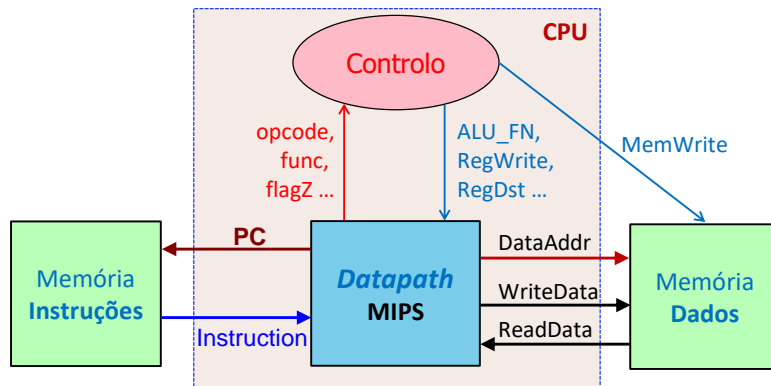 CPU
Controlo
opcode,
func,
flagZ ...
ALU_FN,
RegWrite,
RegDst ...
MemWrite
PC
Instruction
Memória
Instruções
Datapath
MIPS
DataAddr
WriteData
ReadData
Memória
Dados